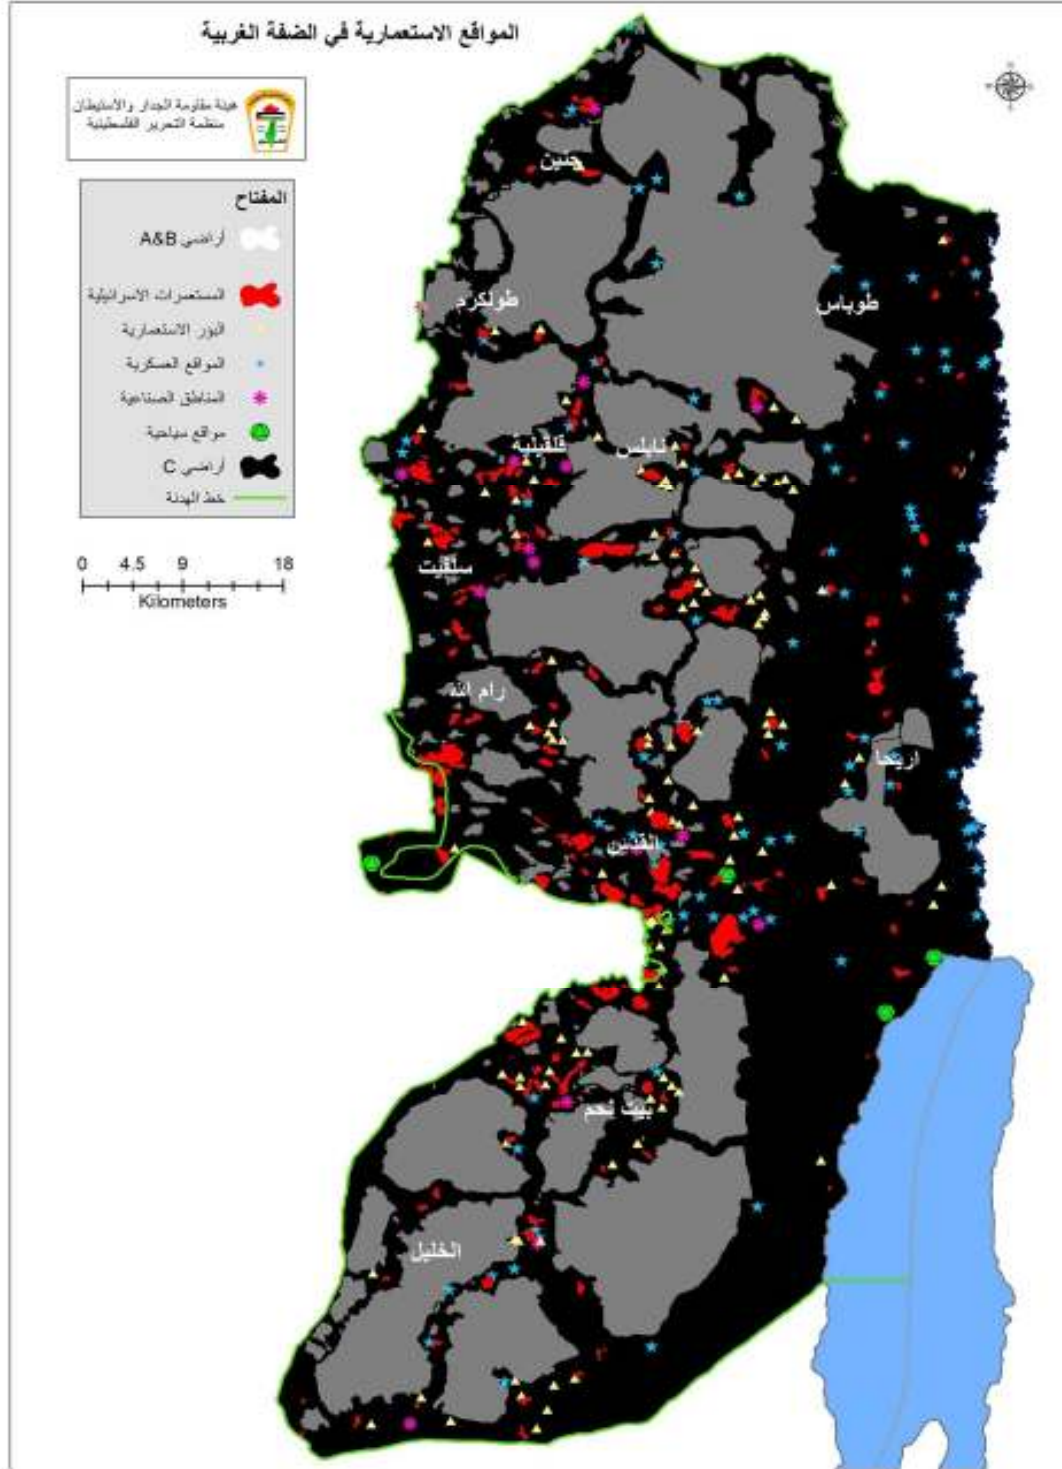 المواقع الاستعمارية في الضفة الغربية
هيئة مقاومة الجدار والاستيطان
منظمة التحرير الفلسطينية
المفتاح
أراضي A&B
المستعمرات الاسرائيلية
البؤر الاستعمارية
المواقع العسكرية
المناطق الصناعية
مواقع سياحية
أراضي C
خط الهدنة
0 4.5 9 18
Kilometers
جنين
طولكرم
طوباس
قلقيلية
نابلس
سلفيت
رام الله
اريحا
القدس
بيت لحم
الخليل